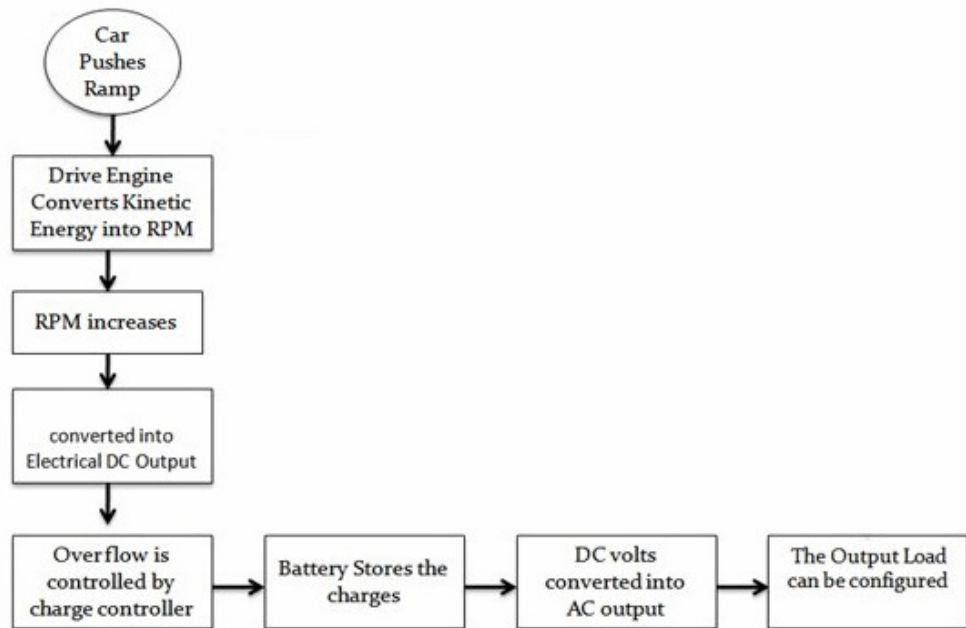 Car
Pushes
Ramp
Drive Engine
Converts Kinetic
Energy into RPM
RPM increases
converted into
Electrical DC Output
Over flow is
controlled by
charge controller
Battery Stores the
charges
DC volts
converted into
AC output
The Output Load
can be configured